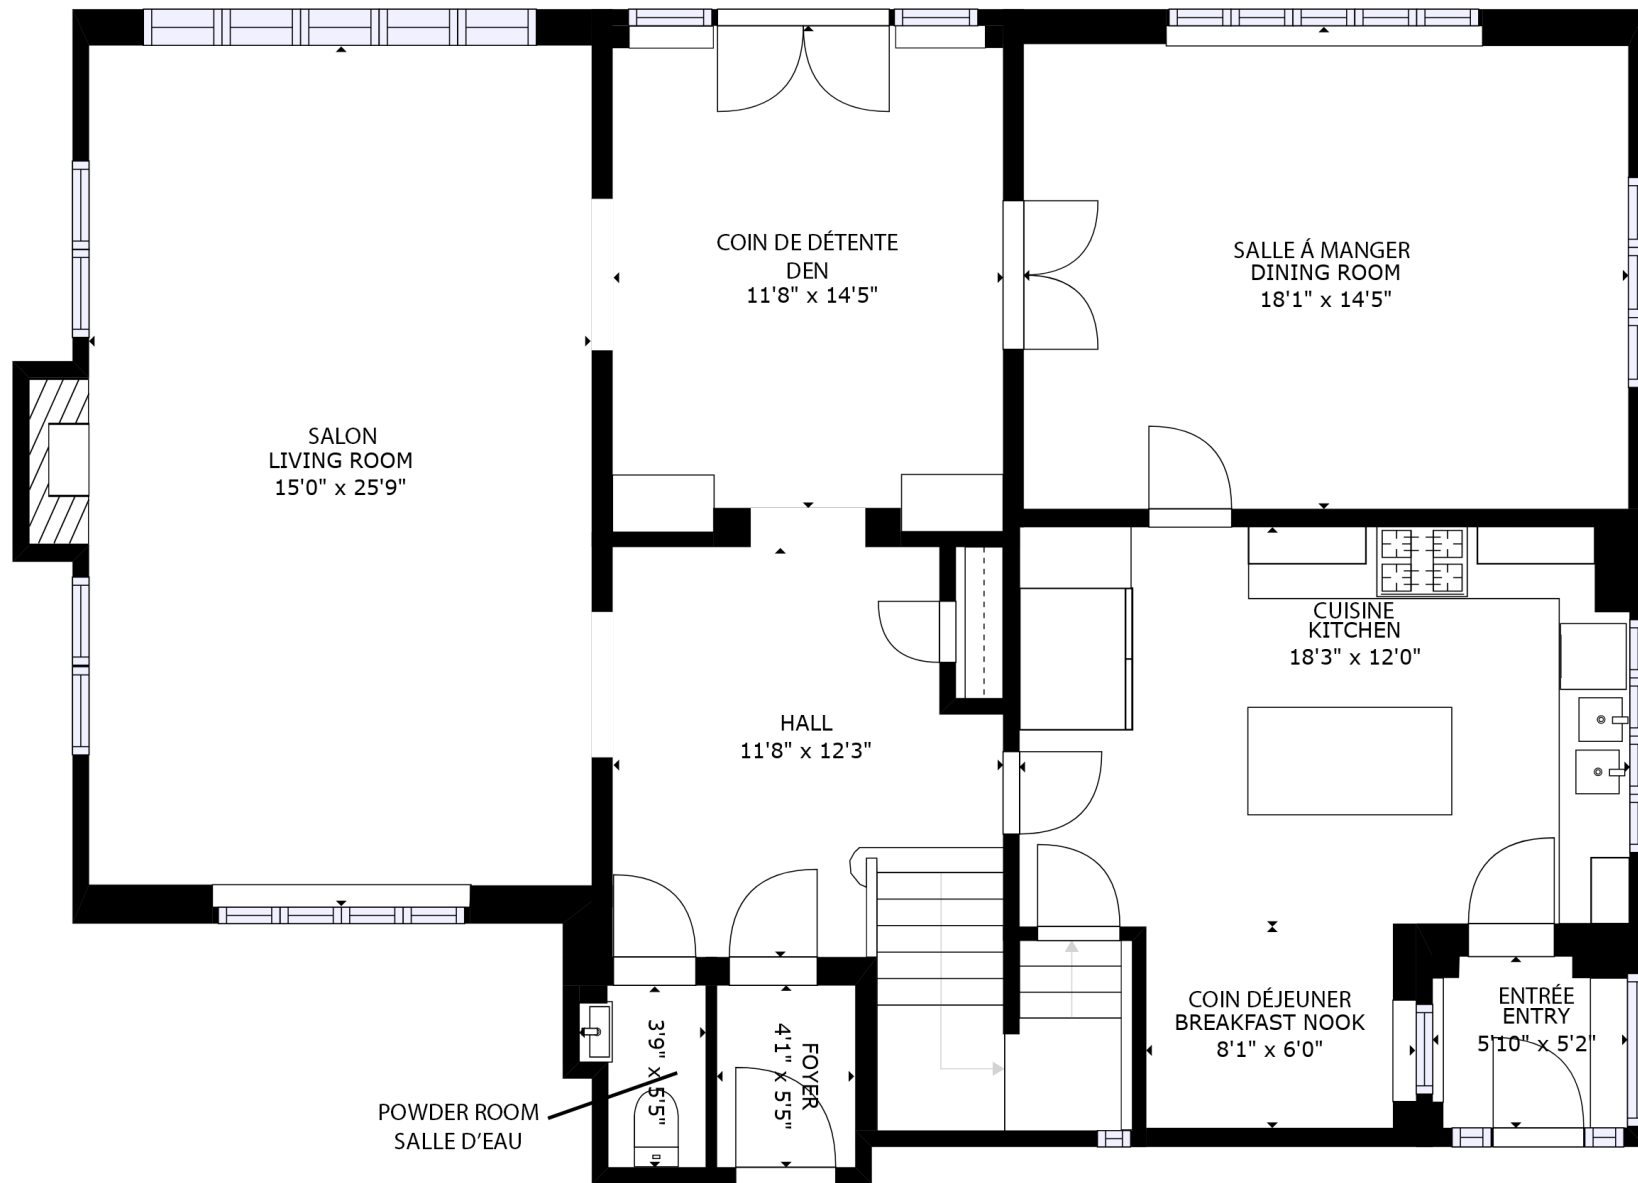 COIN DE DÉTENTE
DEN
11'8" x 14'5"
SALLE Á MANGER
DINING ROOM
18'1" x 14'5"
SALON
LIVING ROOM
15'0" x 25'9"
CUISINE
KITCHEN
18'3" x 12'0"
HALL
11'8" x 12'3"
COIN DÉJEUNER
BREAKFAST NOOK
8'1" x 6'0"
ENTRÉE
ENTRY
5'10" x 5'2"
3'9" x 5'5"
FOYER
4'1" x 5'5"
POWDER ROOM
SALLE D'EAU